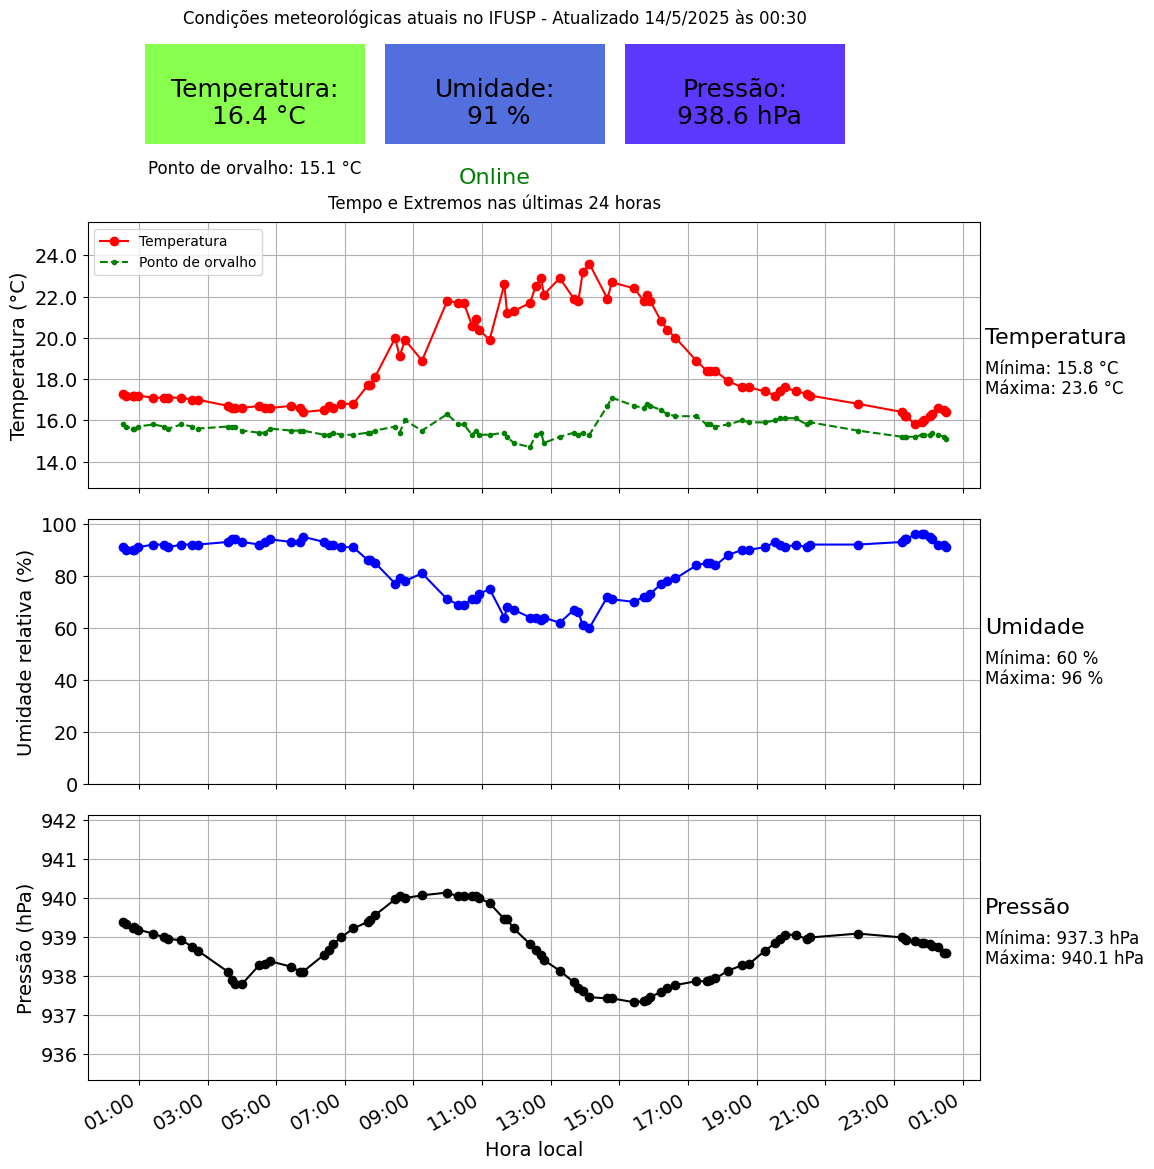 Condições meteorológicas atuais no IFUSP - Atualizado 14/5/2025 às 00:30
Temperatura:
16.4 °C
Umidade:
91 %
Pressão:
938.6 hPa
Ponto de orvalho: 15.1 °C
Online
Tempo e Extremos nas últimas 24 horas
Temperatura (°C)
24.0
22.0
20.0
18.0
16.0
14.0
Temperatura
Ponto de orvalho
Temperatura
Mínima: 15.8 °C
Máxima: 23.6 °C
Umidade relativa (%)
100
80
60
40
20
0
Umidade
Mínima: 60 %
Máxima: 96 %
Pressão (hPa)
942
941
940
939
938
937
936
Pressão
Mínima: 937.3 hPa
Máxima: 940.1 hPa
01:00
03:00
05:00
07:00
09:00
11:00
13:00
15:00
17:00
19:00
21:00
23:00
01:00
Hora local